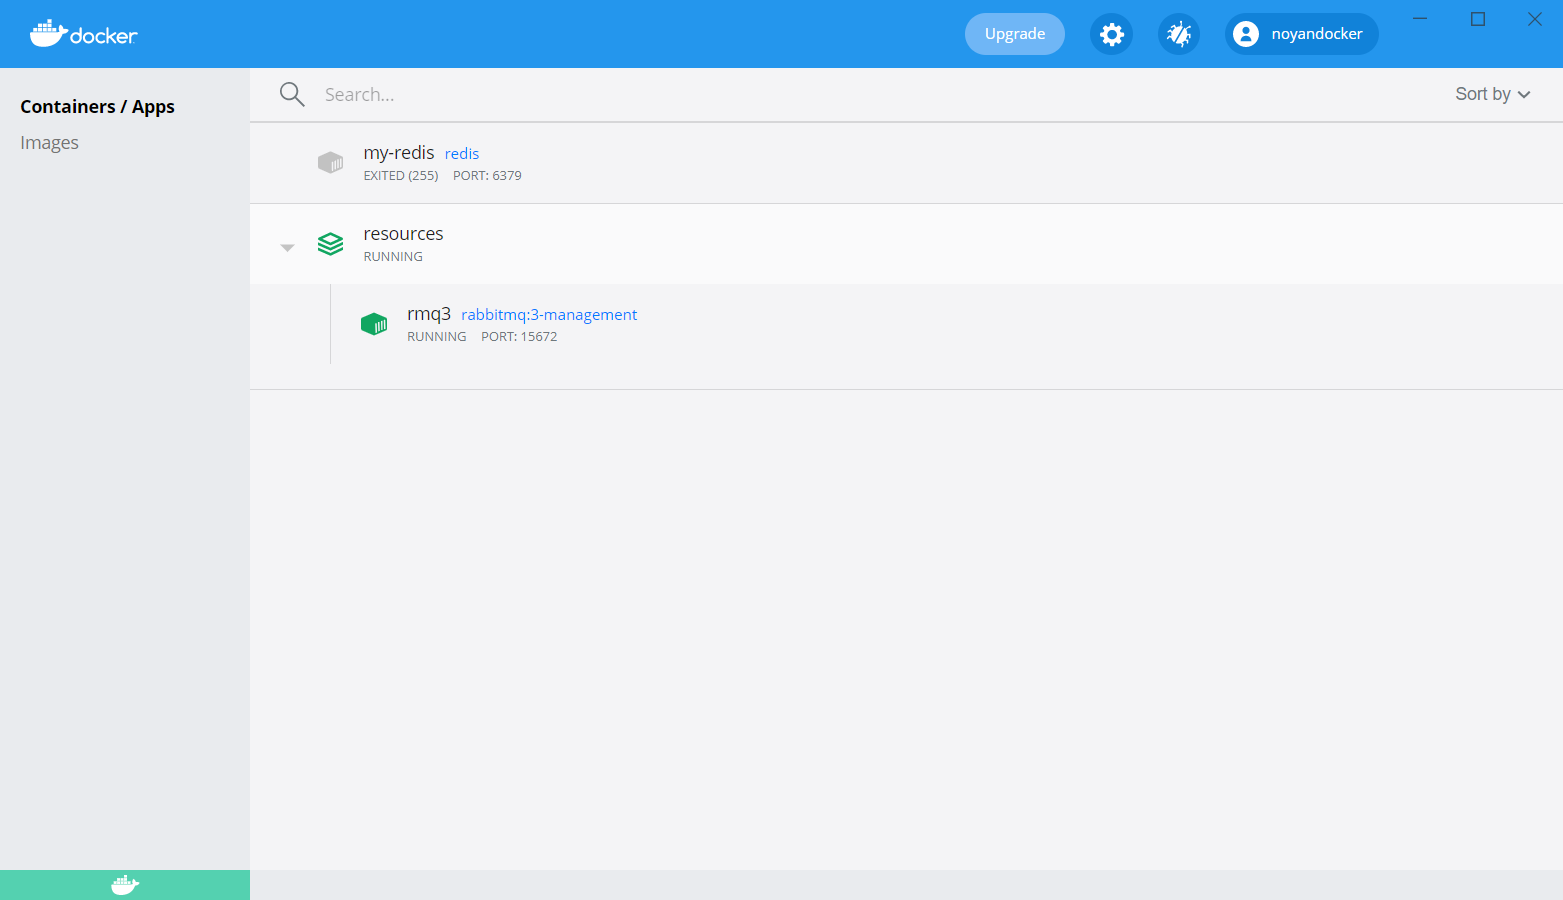 docker
Upgrade
noyandocker
Containers / Apps
Images
Search...
Sort by
my-redis redis
EXITED (255) PORT: 6379
resources
RUNNING
rmq3 rabbitmq:3-management
RUNNING PORT: 15672